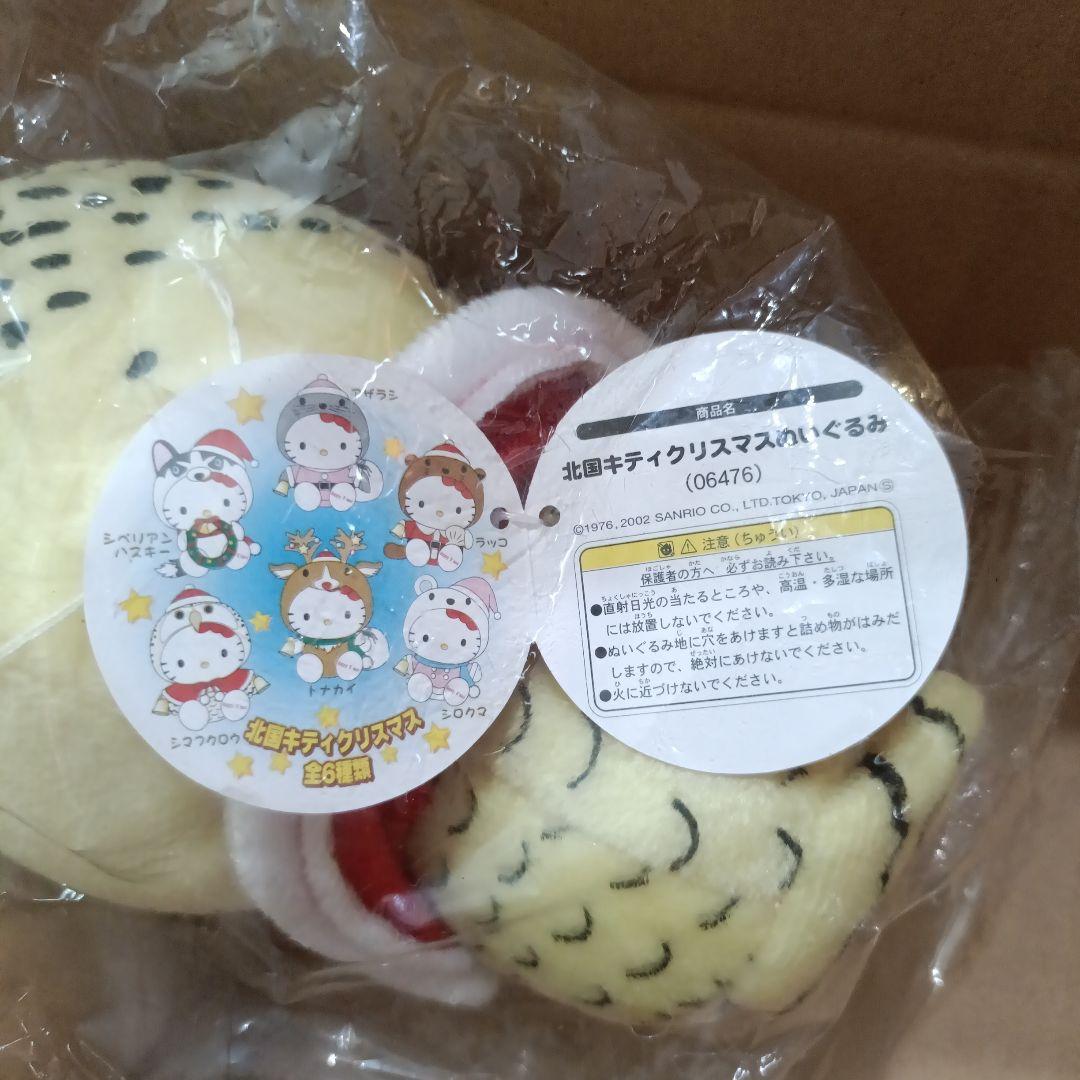 アザラシ
シベリアン
ハスキー
ラッコ
シマフクロウ
トナカイ
シロクマ
北国キティクリスマス
全6種類
商品名
北国キティクリスマスぬいぐるみ
(06476)
©1976, 2002 SANRIO CO., LTD.TOKYO, JAPAN Ⓢ
注意(ちゅうい)
保護者の方へ 必ずお読み下さい。
●直射日光の当たるところや、高温・多湿な場所
には放置しないでください。
●ぬいぐるみ地に穴をあけますと詰め物がはみだ
しますので、絶対にあけないでください。
●火に近づけないでください。